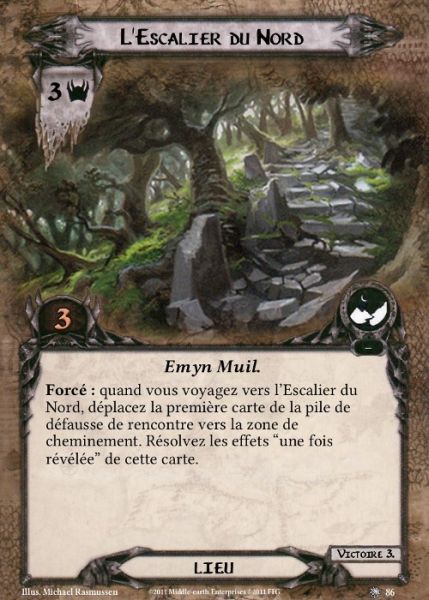 L'Escalier du Nord
3
3
Emyn Muil.
Forcé : quand vous voyagez vers l'Escalier du
Nord, déplacez la première carte de la pile de
défausse de rencontre vers la zone de
cheminement. Résolvez les effets "une fois
révélée" de cette carte.
Victoire 3.
LIEU
Illus. Michael Rasmussen
©2011 Middle-earth Enterprises ©2011 FFG
86